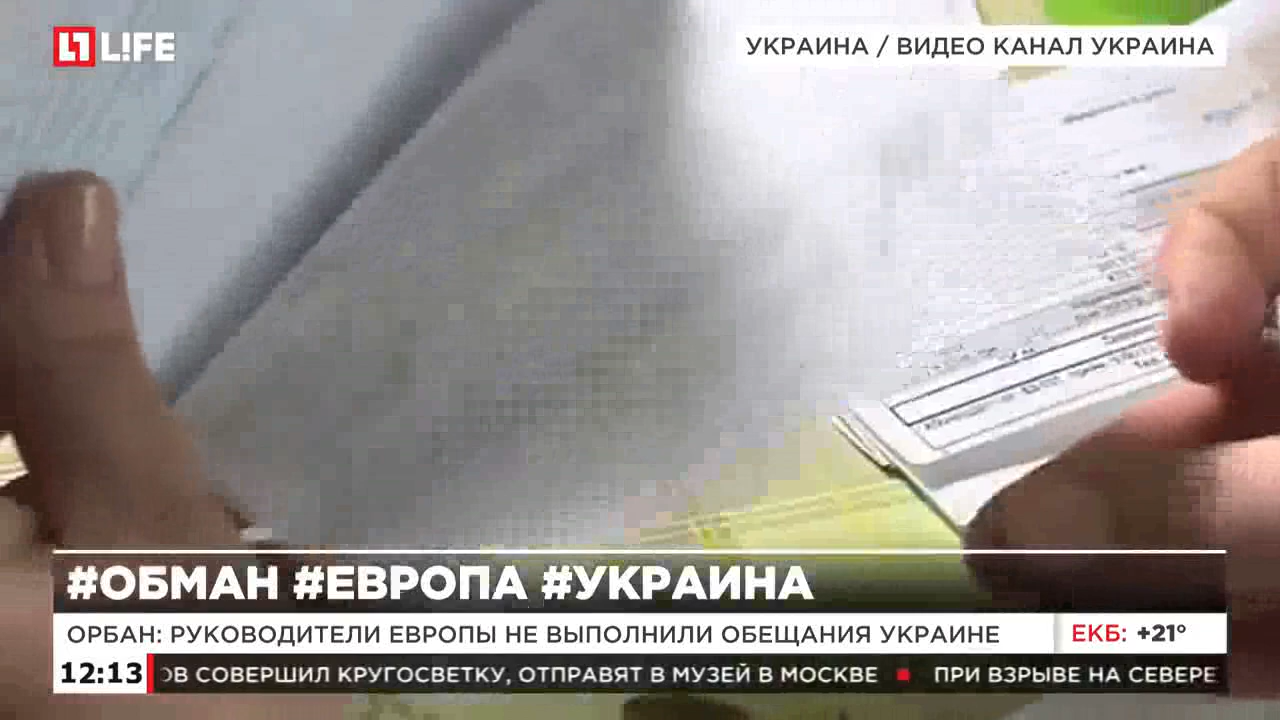 L!FE
УКРАИНА / ВИДЕО КАНАЛ УКРАИНА
#ОБМАН #ЕВРОПА #УКРАИНА
ОРБАН: РУКОВОДИТЕЛИ ЕВРОПЫ НЕ ВЫПОЛНИЛИ ОБЕЩАНИЯ УКРАИНЕ
ЕКБ: +21°
12:13
ОВ СОВЕРШИЛ КРУГОСВЕТКУ, ОТПРАВЯТ В МУЗЕЙ В МОСКВЕ ■ ПРИ ВЗРЫВЕ НА СЕВЕРЕ